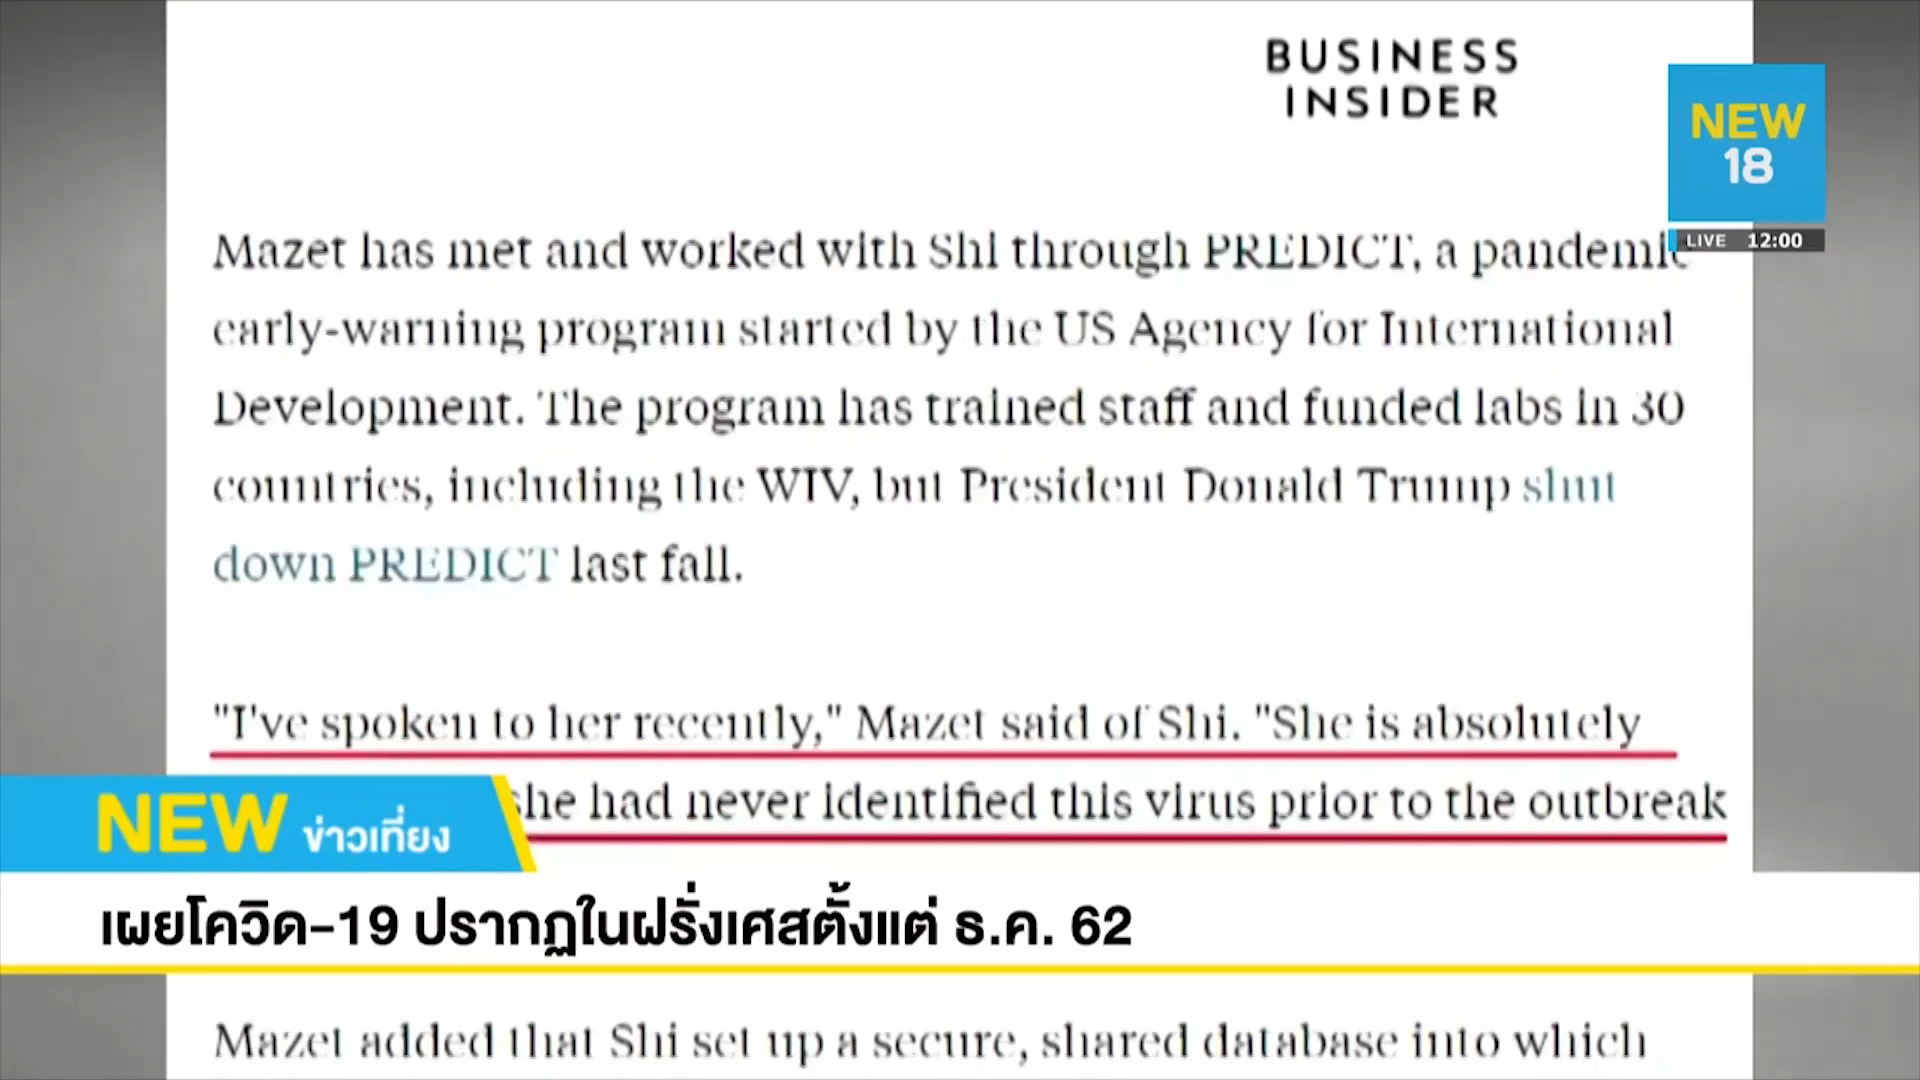 BUSINESS
INSIDER
NEW
18
LIVE 12:00
Mazet has met and worked with Shi through PREDICT, a pandemic
early-warning program started by the US Agency for International
Development. The program has trained staff and funded labs in 30
countries, including the WIV, but President Donald Trump shut
down PREDICT last fall.
"I've spoken to her recently," Mazet said of Shi. "She is absolutely
she had never identified this virus prior to the outbreak
NEW ข่าวเที่ยง
เผยโควิด-19 ปรากฏในฝรั่งเศสตั้งแต่ ธ.ค. 62
Mazet added that Shi set up a secure, shared database into which